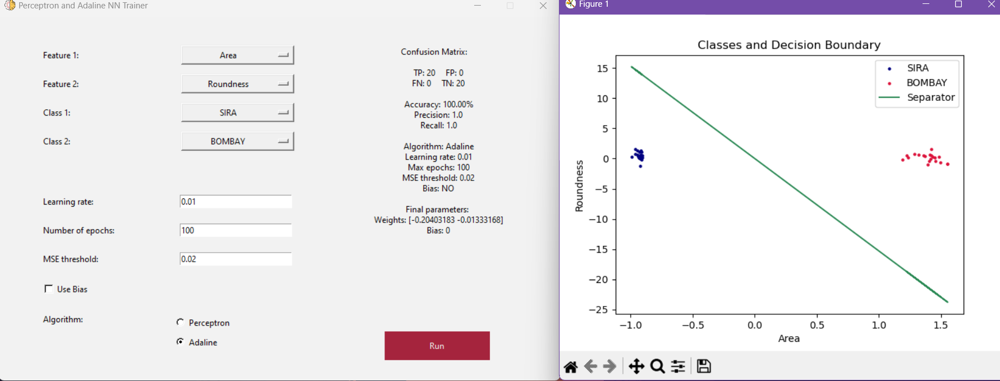 Perceptron and Adaline NN Trainer
Feature 1:
Area
Feature 2:
Roundness
Class 1:
SIRA
Class 2:
BOMBAY
Learning rate:
0.01
Number of epochs:
100
MSE threshold:
0.02
Use Bias
Algorithm:
Perceptron
Adaline
Confusion Matrix:
TP: 20 FP: 0
FN: 0 TN: 20
Accuracy: 100.00%
Precision: 1.0
Recall: 1.0
Algorithm: Adaline
Learning rate: 0.01
Max epochs: 100
MSE threshold: 0.02
Bias: NO
Final parameters:
Weights: [-0.20403183 -0.01333168]
Bias: 0
Run
Figure 1
Classes and Decision Boundary
SIRA
BOMBAY
Separator
15
10
5
0
−5
−10
−15
−20
−25
Roundness
−1.0 −0.5 0.0 0.5 1.0 1.5
Area